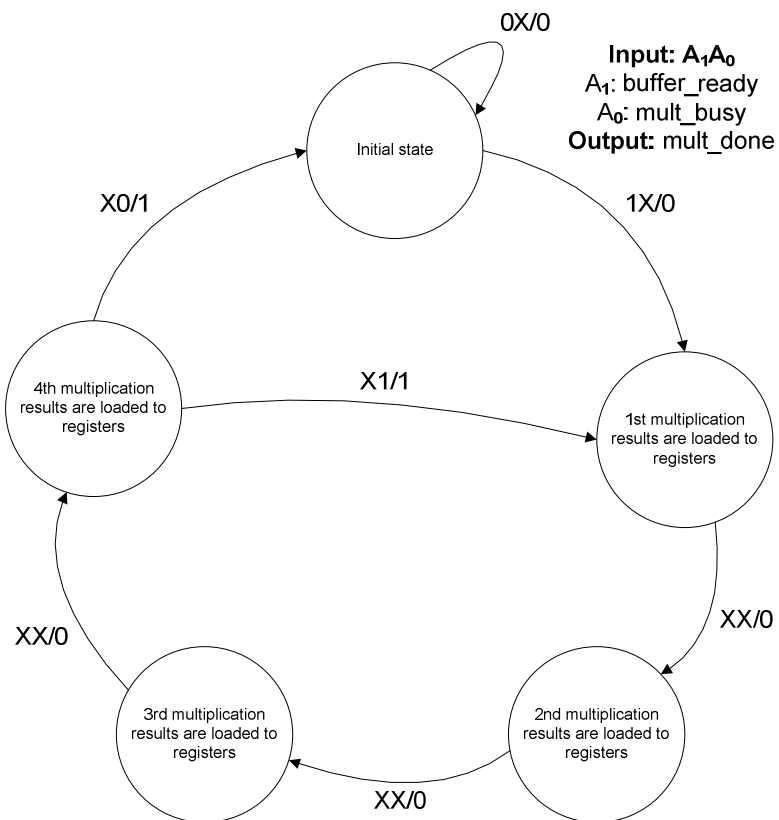 0X/0
Input: A₁A₀
A₁: buffer_ready
A₀: mult_busy
Output: mult_done
Initial state
X0/1
1X/0
4th multiplication
results are loaded to
registers
X1/1
1st multiplication
results are loaded to
registers
XX/0
XX/0
3rd multiplication
results are loaded to
registers
2nd multiplication
results are loaded to
registers
XX/0